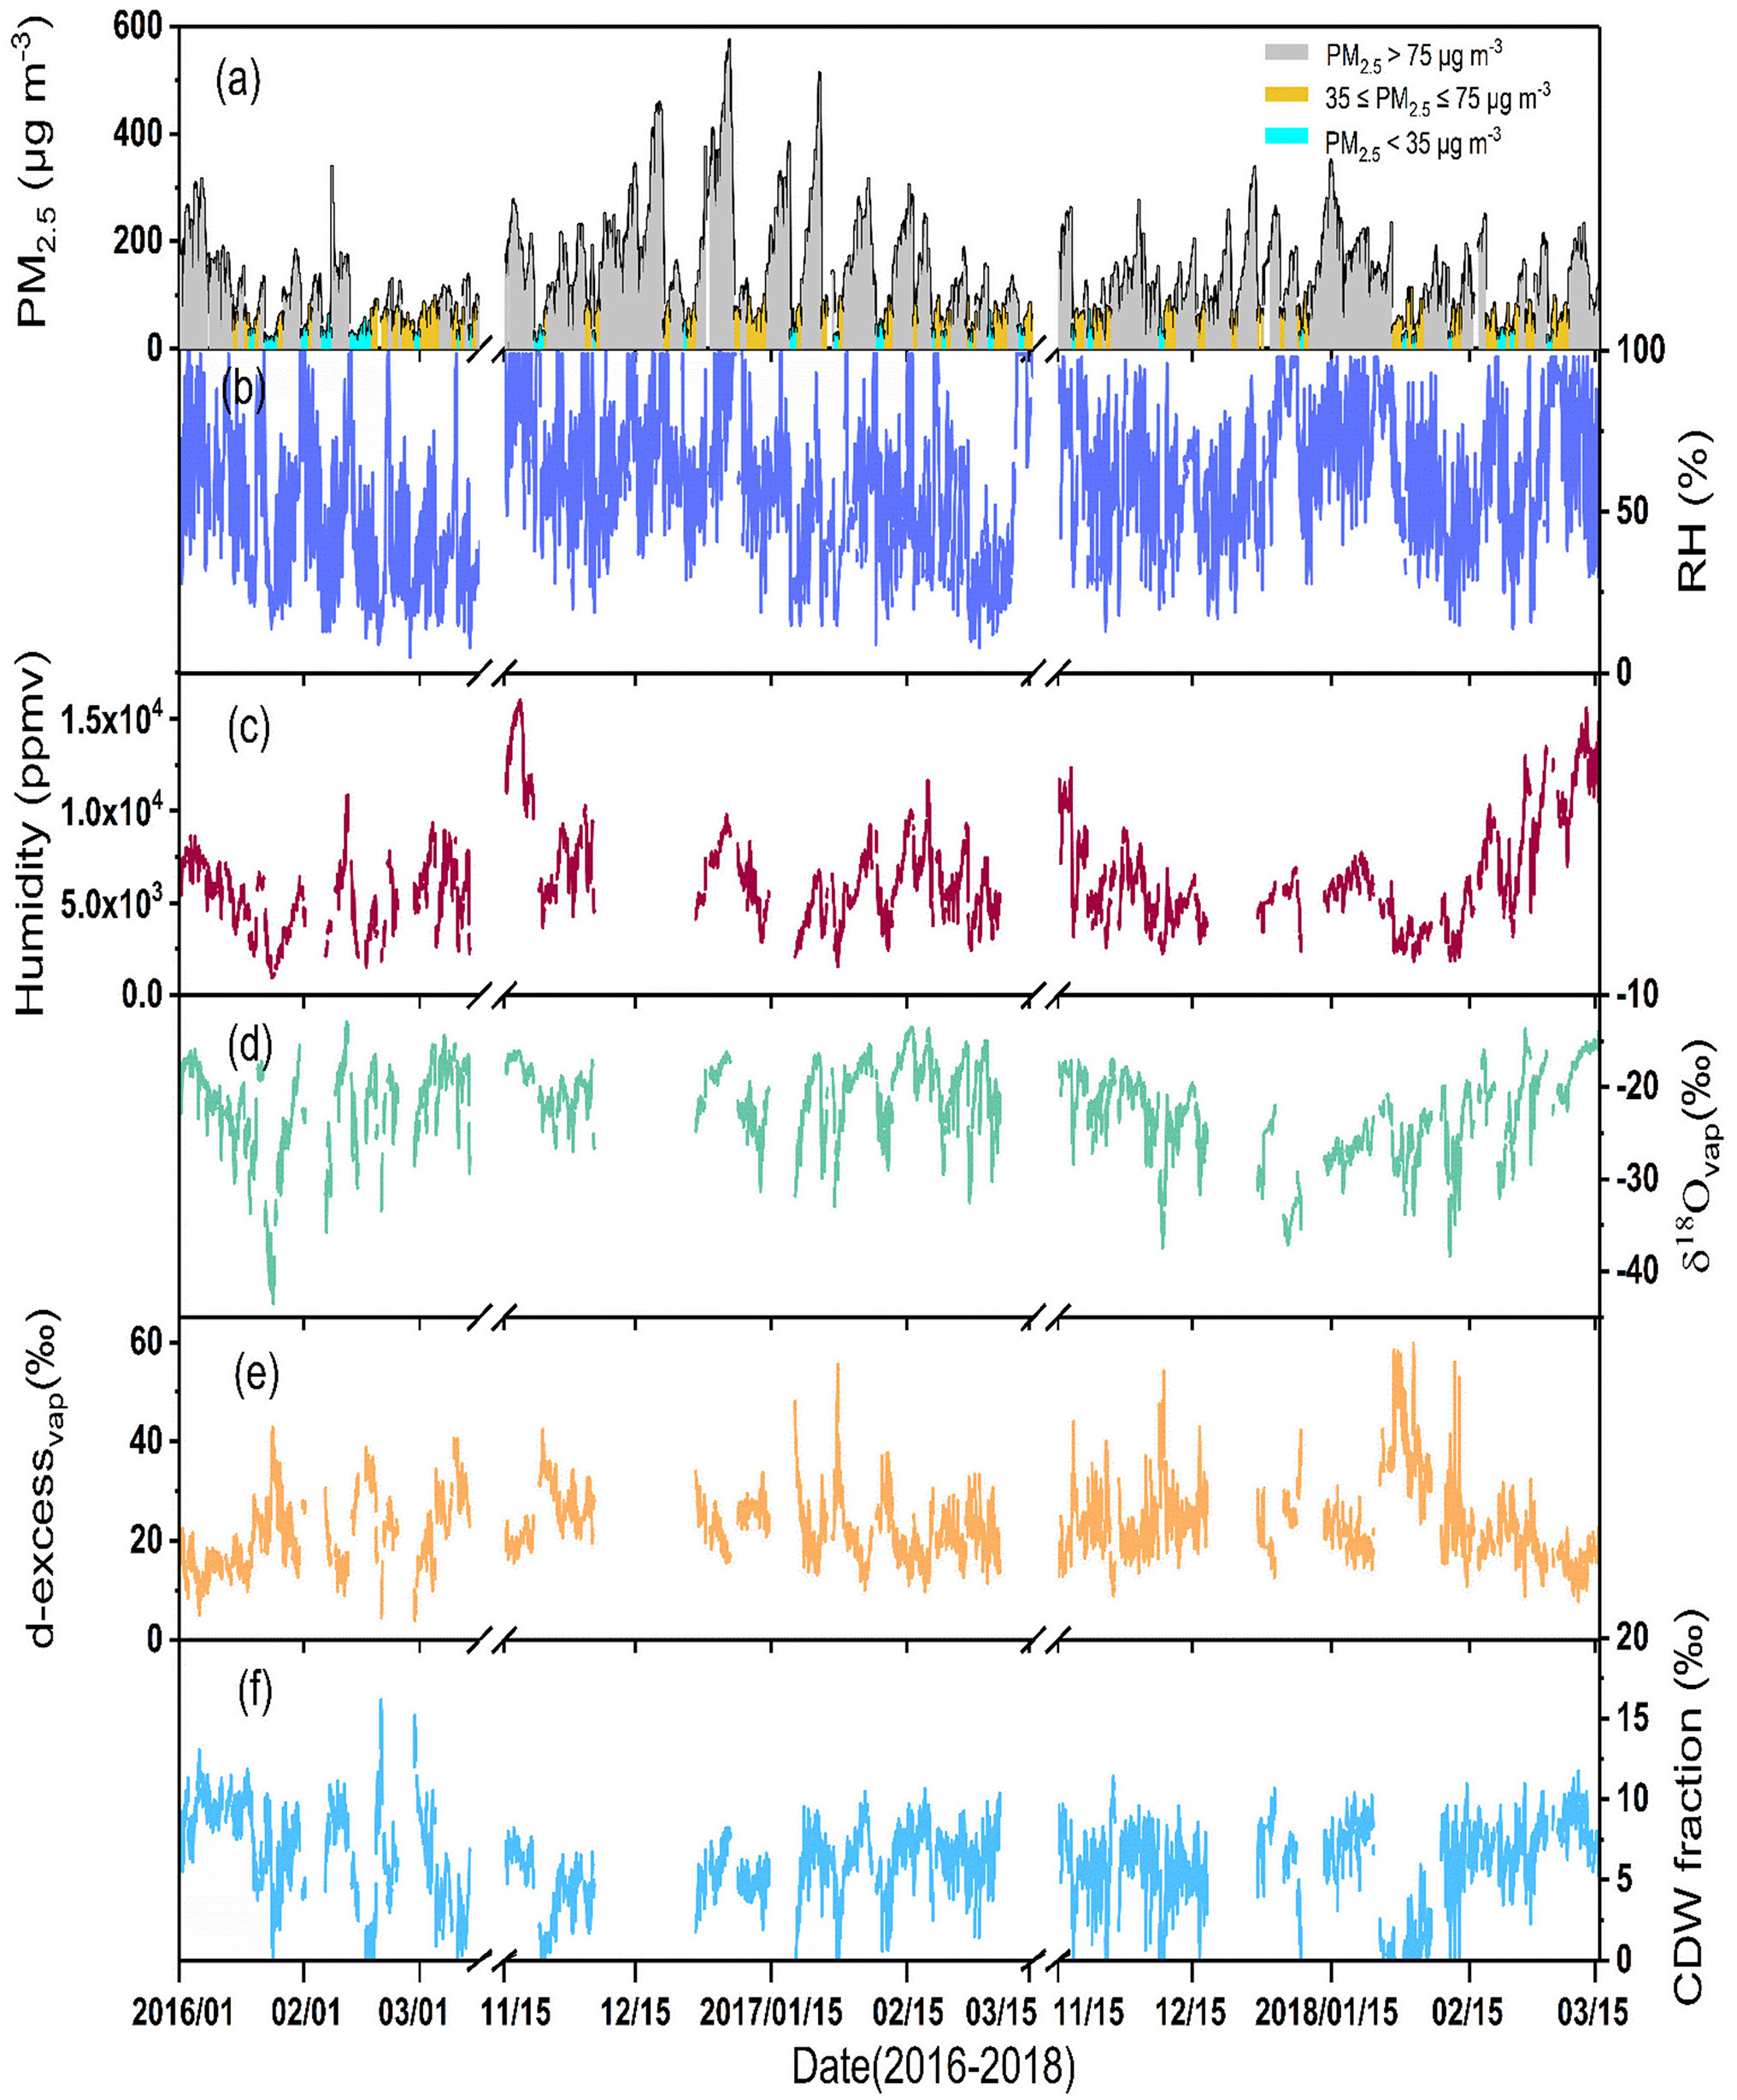 PM2.5 (μg m⁻³)
600
400
200
0
(a)
PM2.5 > 75 μg m⁻³
35 ≤ PM2.5 ≤ 75 μg m⁻³
PM2.5 < 35 μg m⁻³
(b)
100
50
0
RH (%)
Humidity (ppmv)
1.5x10⁴
1.0x10⁴
5.0x10³
0.0
(c)
(d)
-10
-20
-30
-40
δ¹⁸Ovap(‰)
d-excessvap(‰)
60
40
20
0
(e)
(f)
20
15
10
5
0
CDW fraction (‰)
2016/01 02/01 03/01 11/15 12/15 2017/01/15 02/15 03/15 11/15 12/15 2018/01/15 02/15 03/15
Date(2016-2018)